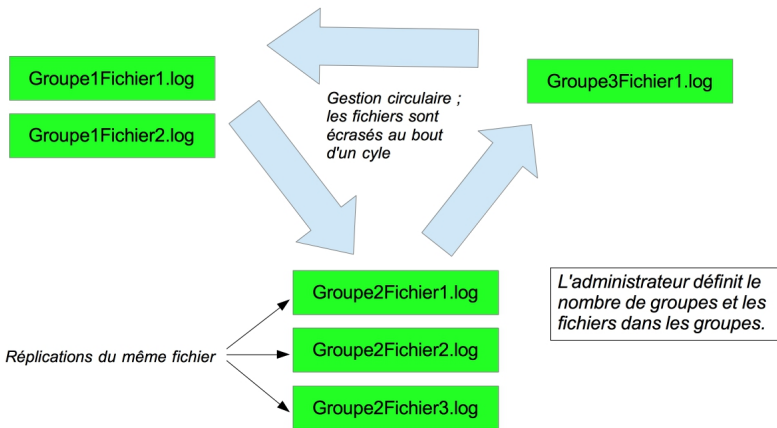 Groupe1Fichier1.log
Groupe1Fichier2.log
Gestion circulaire ;
les fichiers sont
écrasés au bout
d'un cyle
Groupe3Fichier1.log
Groupe2Fichier1.log
Groupe2Fichier2.log
Groupe2Fichier3.log
Réplications du même fichier
L'administrateur définit le
nombre de groupes et les
fichiers dans les groupes.